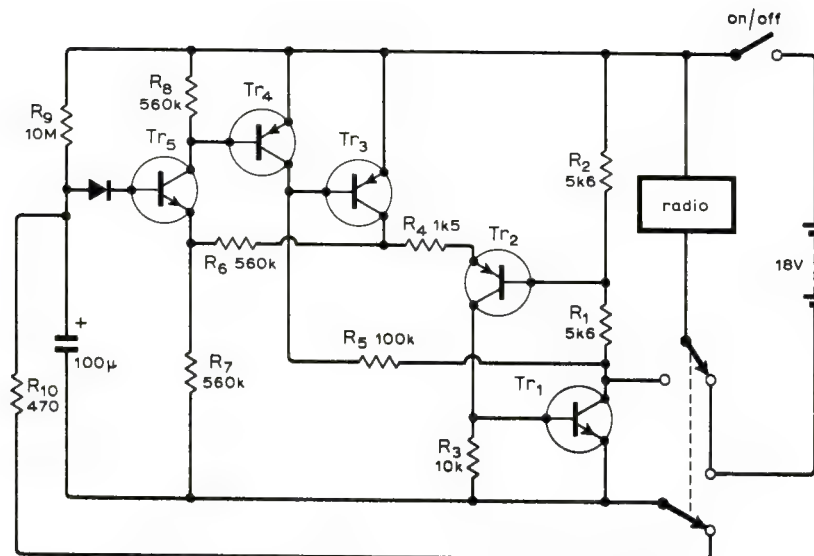 on/off
R8
560k
Tr4
R9
10M
Tr5
Tr3
R2
5k6
radio
R4 1k5
Tr2
R6 560k
18V
R1
5k6
R5 100k
+
100μ
R7
560k
Tr1
R10
470
R3
10k